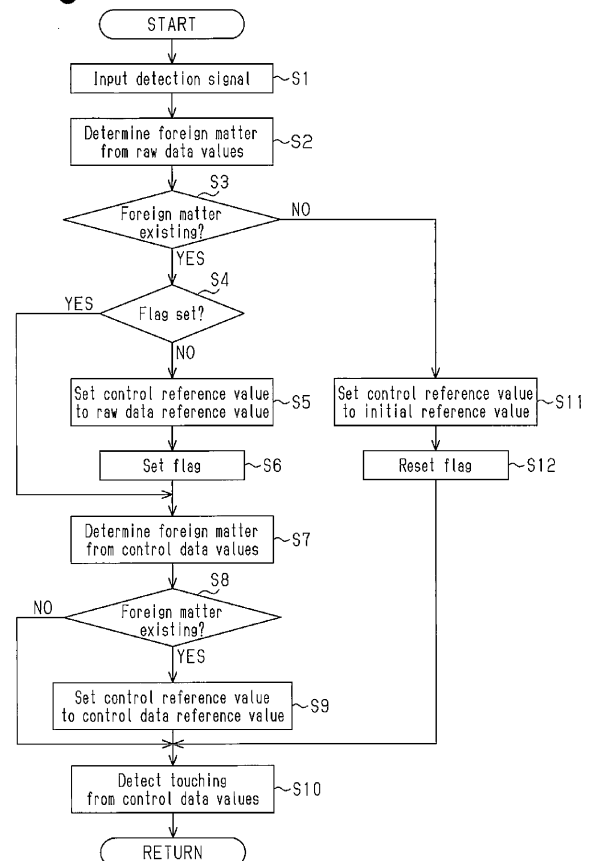 START
Input detection signal
S1
Determine foreign matter
from raw data values
S2
S3
Foreign matter
existing?
NO
YES
S4
Flag set?
YES
NO
Set control reference value
to raw data reference value
S5
Set control reference value
to initial reference value
S11
Set flag
S6
Reset flag
S12
Determine foreign matter
from control data values
S7
S8
Foreign matter
existing?
NO
YES
Set control reference value
to control data reference value
S9
Detect touching
from control data values
S10
RETURN